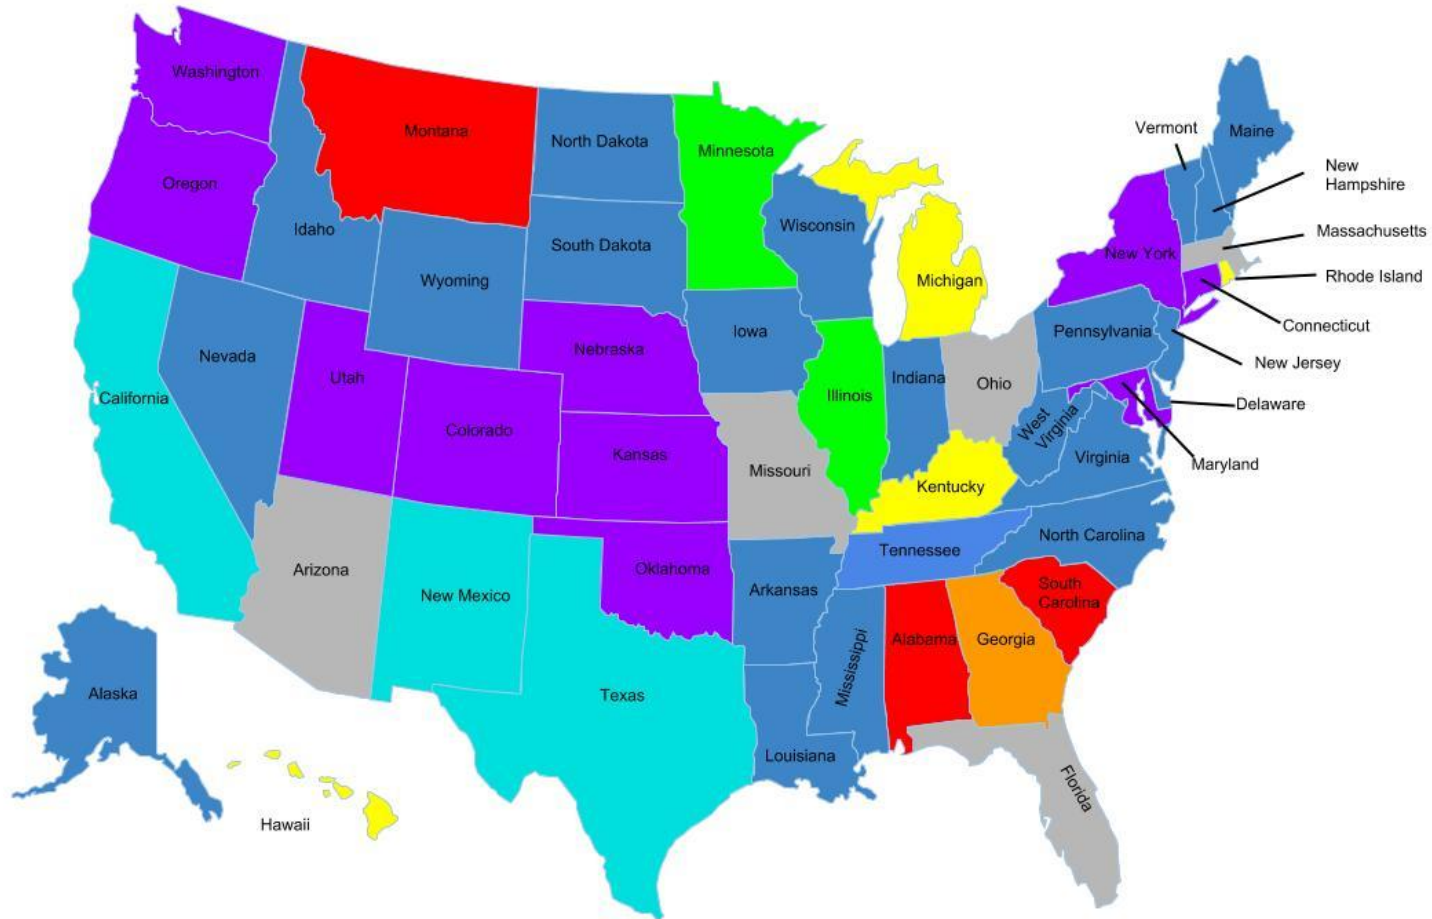 Washington
Montana
North Dakota
Minnesota
Vermont
Maine
New
Hampshire
Oregon
Idaho
Wisconsin
South Dakota
Massachusetts
New York
Wyoming
Michigan
Rhode Island
Connecticut
Iowa
Pennsylvania
Nevada
Nebraska
New Jersey
Utah
Indiana
Ohio
California
Illinois
Delaware
Colorado
West
Virginia
Kansas
Virginia
Maryland
Missouri
Kentucky
North Carolina
Tennessee
Arizona
Oklahoma
New Mexico
Arkansas
South
Carolina
Alabama
Georgia
Mississippi
Alaska
Texas
Louisiana
Florida
Hawaii